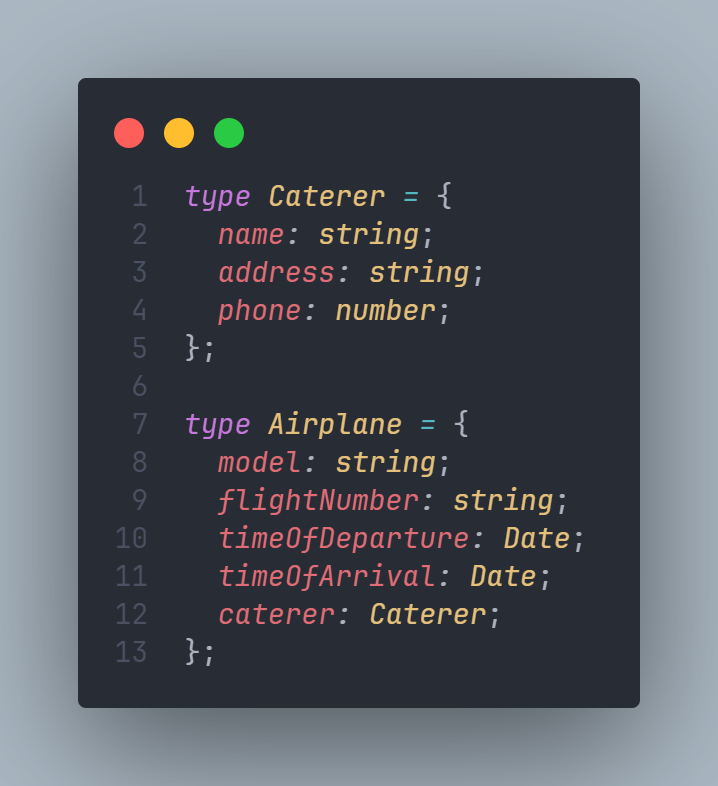 1 type Caterer = {
2   name: string;
3   address: string;
4   phone: number;
5 };
6
7 type Airplane = {
8   model: string;
9   flightNumber: string;
10   timeOfDeparture: Date;
11   timeOfArrival: Date;
12   caterer: Caterer;
13 };